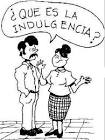 ¿QUE ES LA
INDULGENCIA?